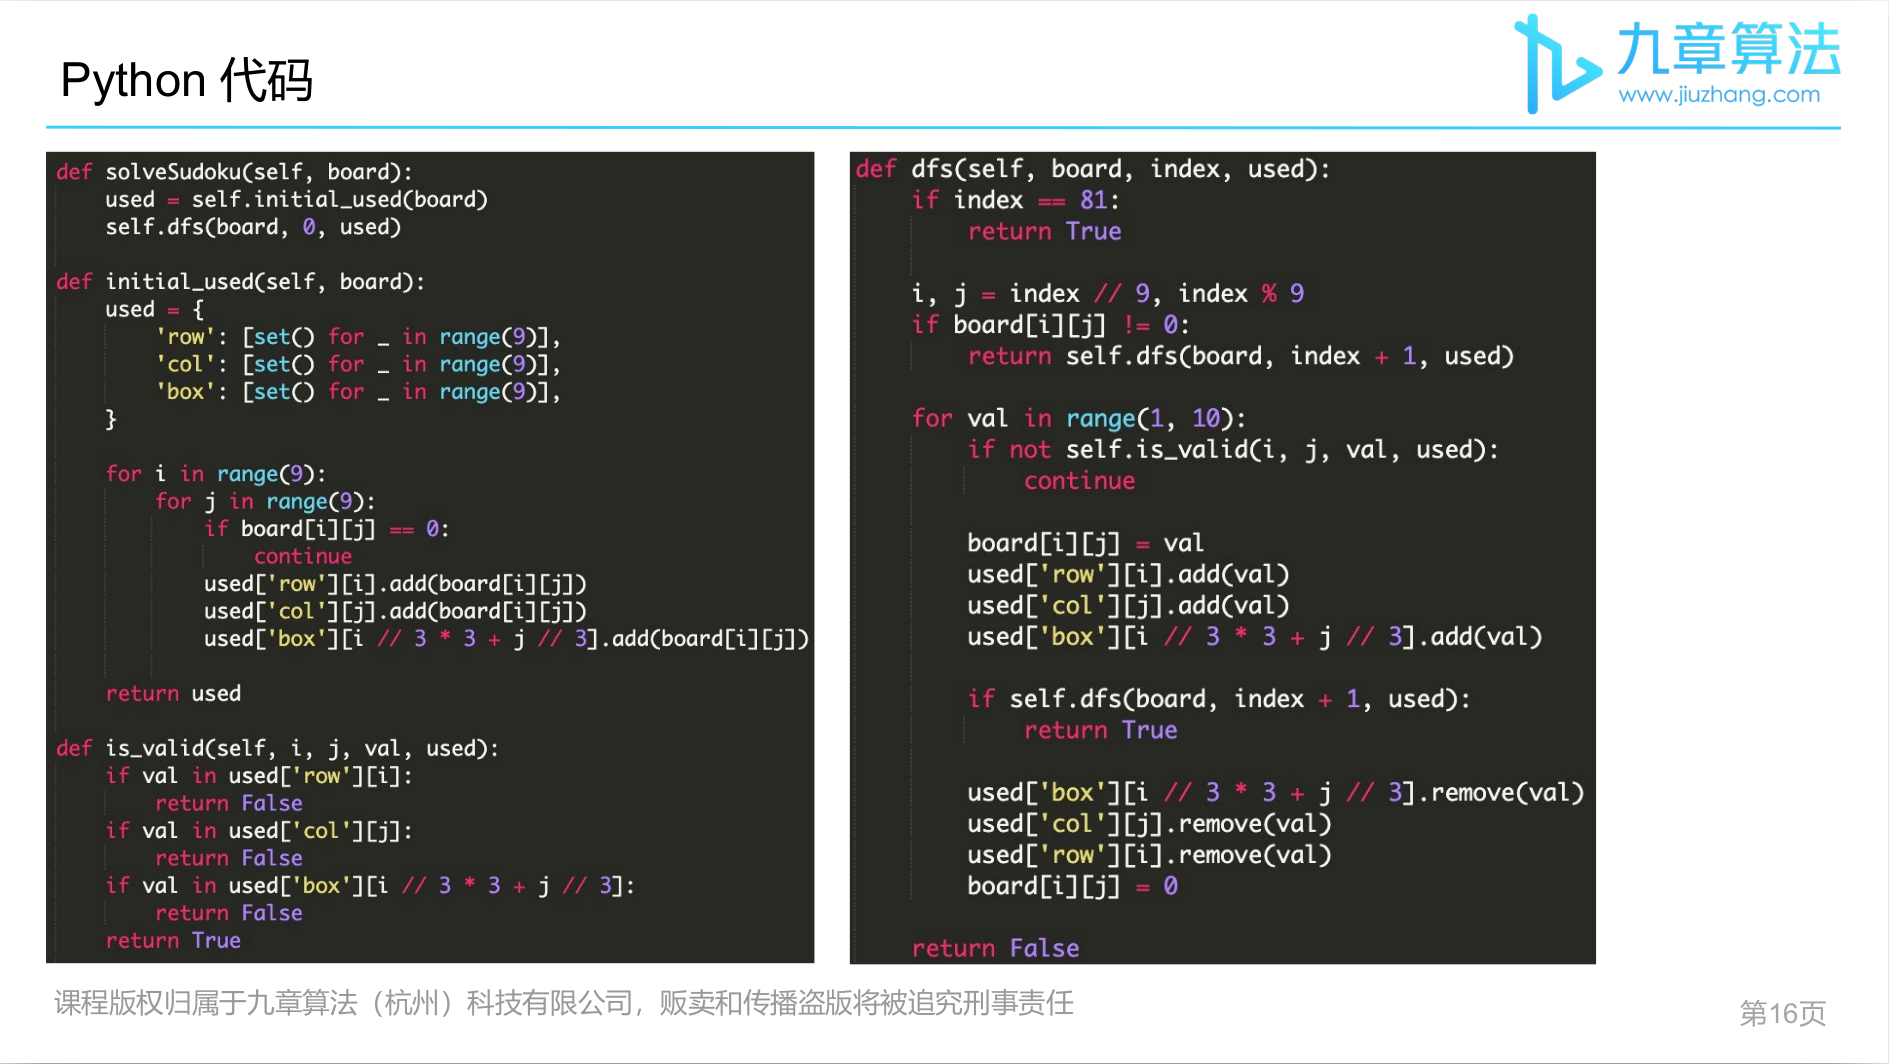 Python 代码
九章算法
www.jiuzhang.com
def solveSudoku(self, board):
    used = self.initial_used(board)
    self.dfs(board, 0, used)

def initial_used(self, board):
    used = {
        'row': [set() for _ in range(9)],
        'col': [set() for _ in range(9)],
        'box': [set() for _ in range(9)],
    }

    for i in range(9):
        for j in range(9):
            if board[i][j] == 0:
                continue
            used['row'][i].add(board[i][j])
            used['col'][j].add(board[i][j])
            used['box'][i // 3 * 3 + j // 3].add(board[i][j])

    return used

def is_valid(self, i, j, val, used):
    if val in used['row'][i]:
        return False
    if val in used['col'][j]:
        return False
    if val in used['box'][i // 3 * 3 + j // 3]:
        return False
    return True
def dfs(self, board, index, used):
    if index == 81:
        return True

    i, j = index // 9, index % 9
    if board[i][j] != 0:
        return self.dfs(board, index + 1, used)

    for val in range(1, 10):
        if not self.is_valid(i, j, val, used):
            continue

        board[i][j] = val
        used['row'][i].add(val)
        used['col'][j].add(val)
        used['box'][i // 3 * 3 + j // 3].add(val)

        if self.dfs(board, index + 1, used):
            return True

        used['box'][i // 3 * 3 + j // 3].remove(val)
        used['col'][j].remove(val)
        used['row'][i].remove(val)
        board[i][j] = 0

    return False
课程版权归属于九章算法（杭州）科技有限公司，贩卖和传播盗版将被追究刑事责任
第16页